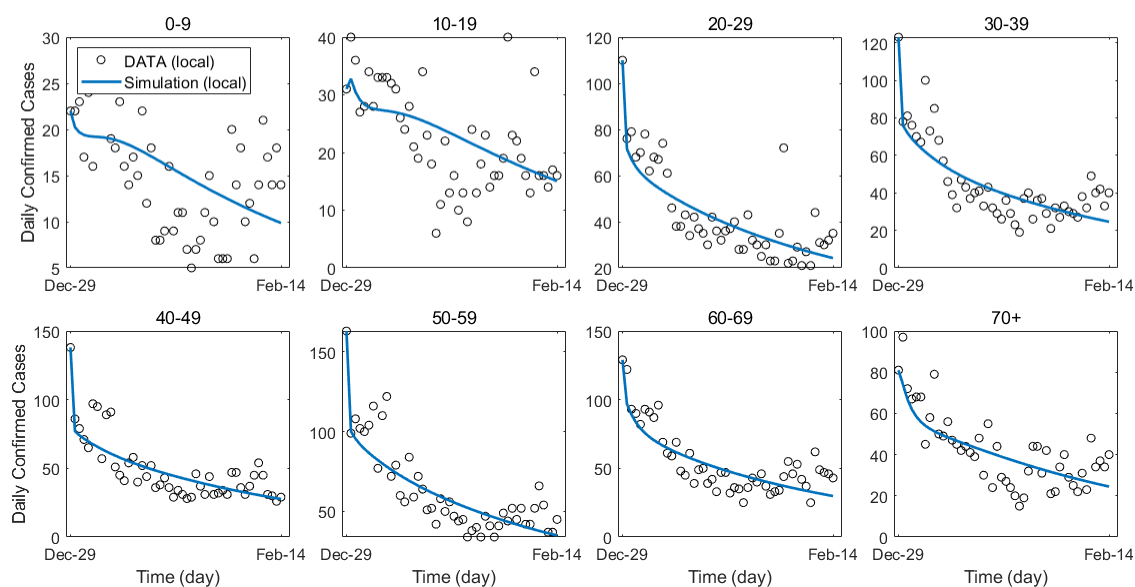 0-9
30
25
20
15
10
5
Daily Confirmed Cases
DATA (local)
Simulation (local)
Dec-29
Feb-14
10-19
40
30
20
10
0
Dec-29
Feb-14
20-29
120
100
80
60
40
20
Dec-29
Feb-14
30-39
120
100
80
60
40
20
0
Dec-29
Feb-14
40-49
150
100
50
0
Daily Confirmed Cases
Dec-29
Feb-14
Time (day)
50-59
150
100
50
Dec-29
Feb-14
Time (day)
60-69
150
100
50
0
Dec-29
Feb-14
Time (day)
70+
100
80
60
40
20
0
Dec-29
Feb-14
Time (day)